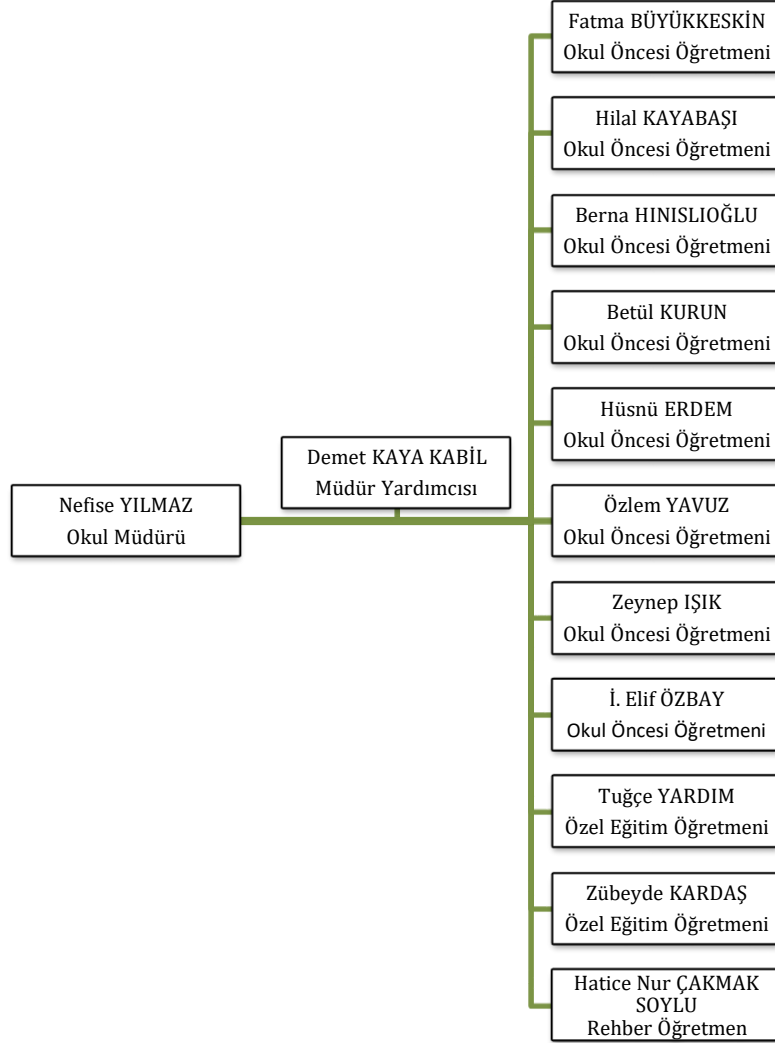 Nefise YILMAZ
Okul Müdürü
Demet KAYA KABİL
Müdür Yardımcısı
Fatma BÜYÜKKESKİN
Okul Öncesi Öğretmeni
Hilal KAYABAŞI
Okul Öncesi Öğretmeni
Berna HINISLIOĞLU
Okul Öncesi Öğretmeni
Betül KURUN
Okul Öncesi Öğretmeni
Hüsnü ERDEM
Okul Öncesi Öğretmeni
Özlem YAVUZ
Okul Öncesi Öğretmeni
Zeynep IŞIK
Okul Öncesi Öğretmeni
İ. Elif ÖZBAY
Okul Öncesi Öğretmeni
Tuğçe YARDIM
Özel Eğitim Öğretmeni
Zübeyde KARDAŞ
Özel Eğitim Öğretmeni
Hatice Nur ÇAKMAK
SOYLU
Rehber Öğretmen